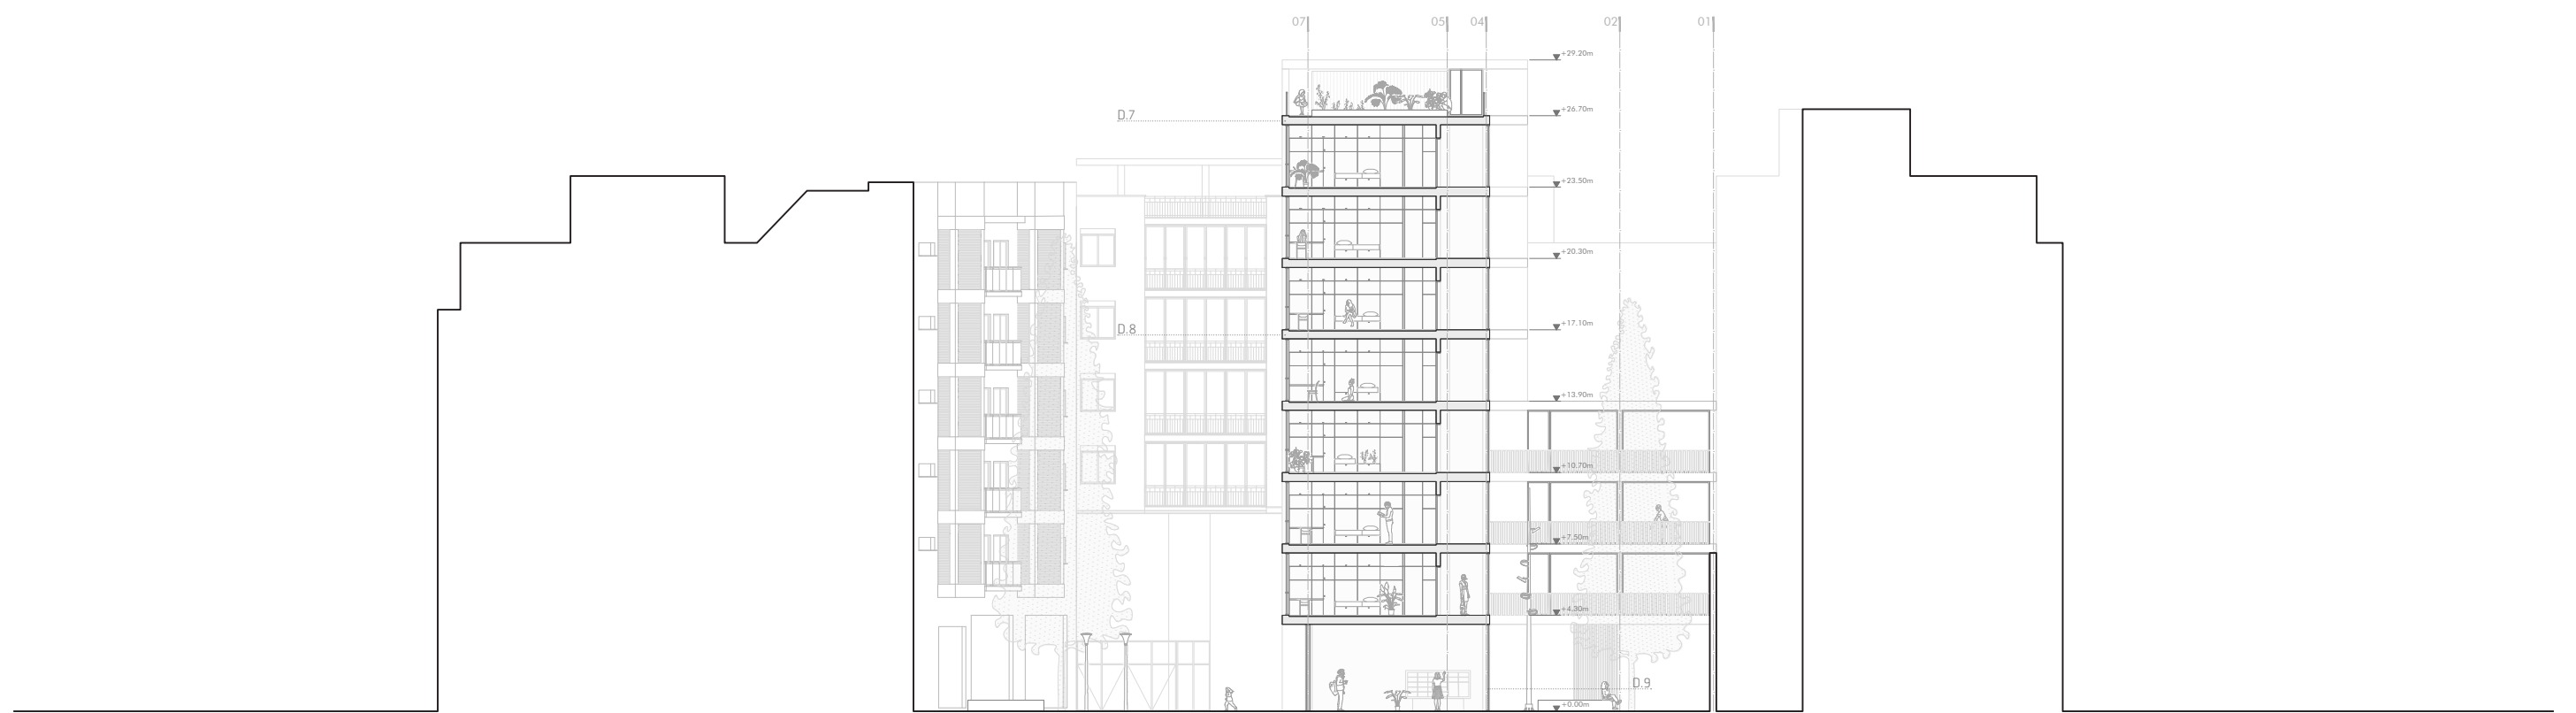 07 05 04 02 01
+29.20m
+26.70m
D.7
+23.50m
+20.30m
+17.10m
D.8
+13.90m
+10.70m
+7.50m
+4.30m
D.9
+0.00m